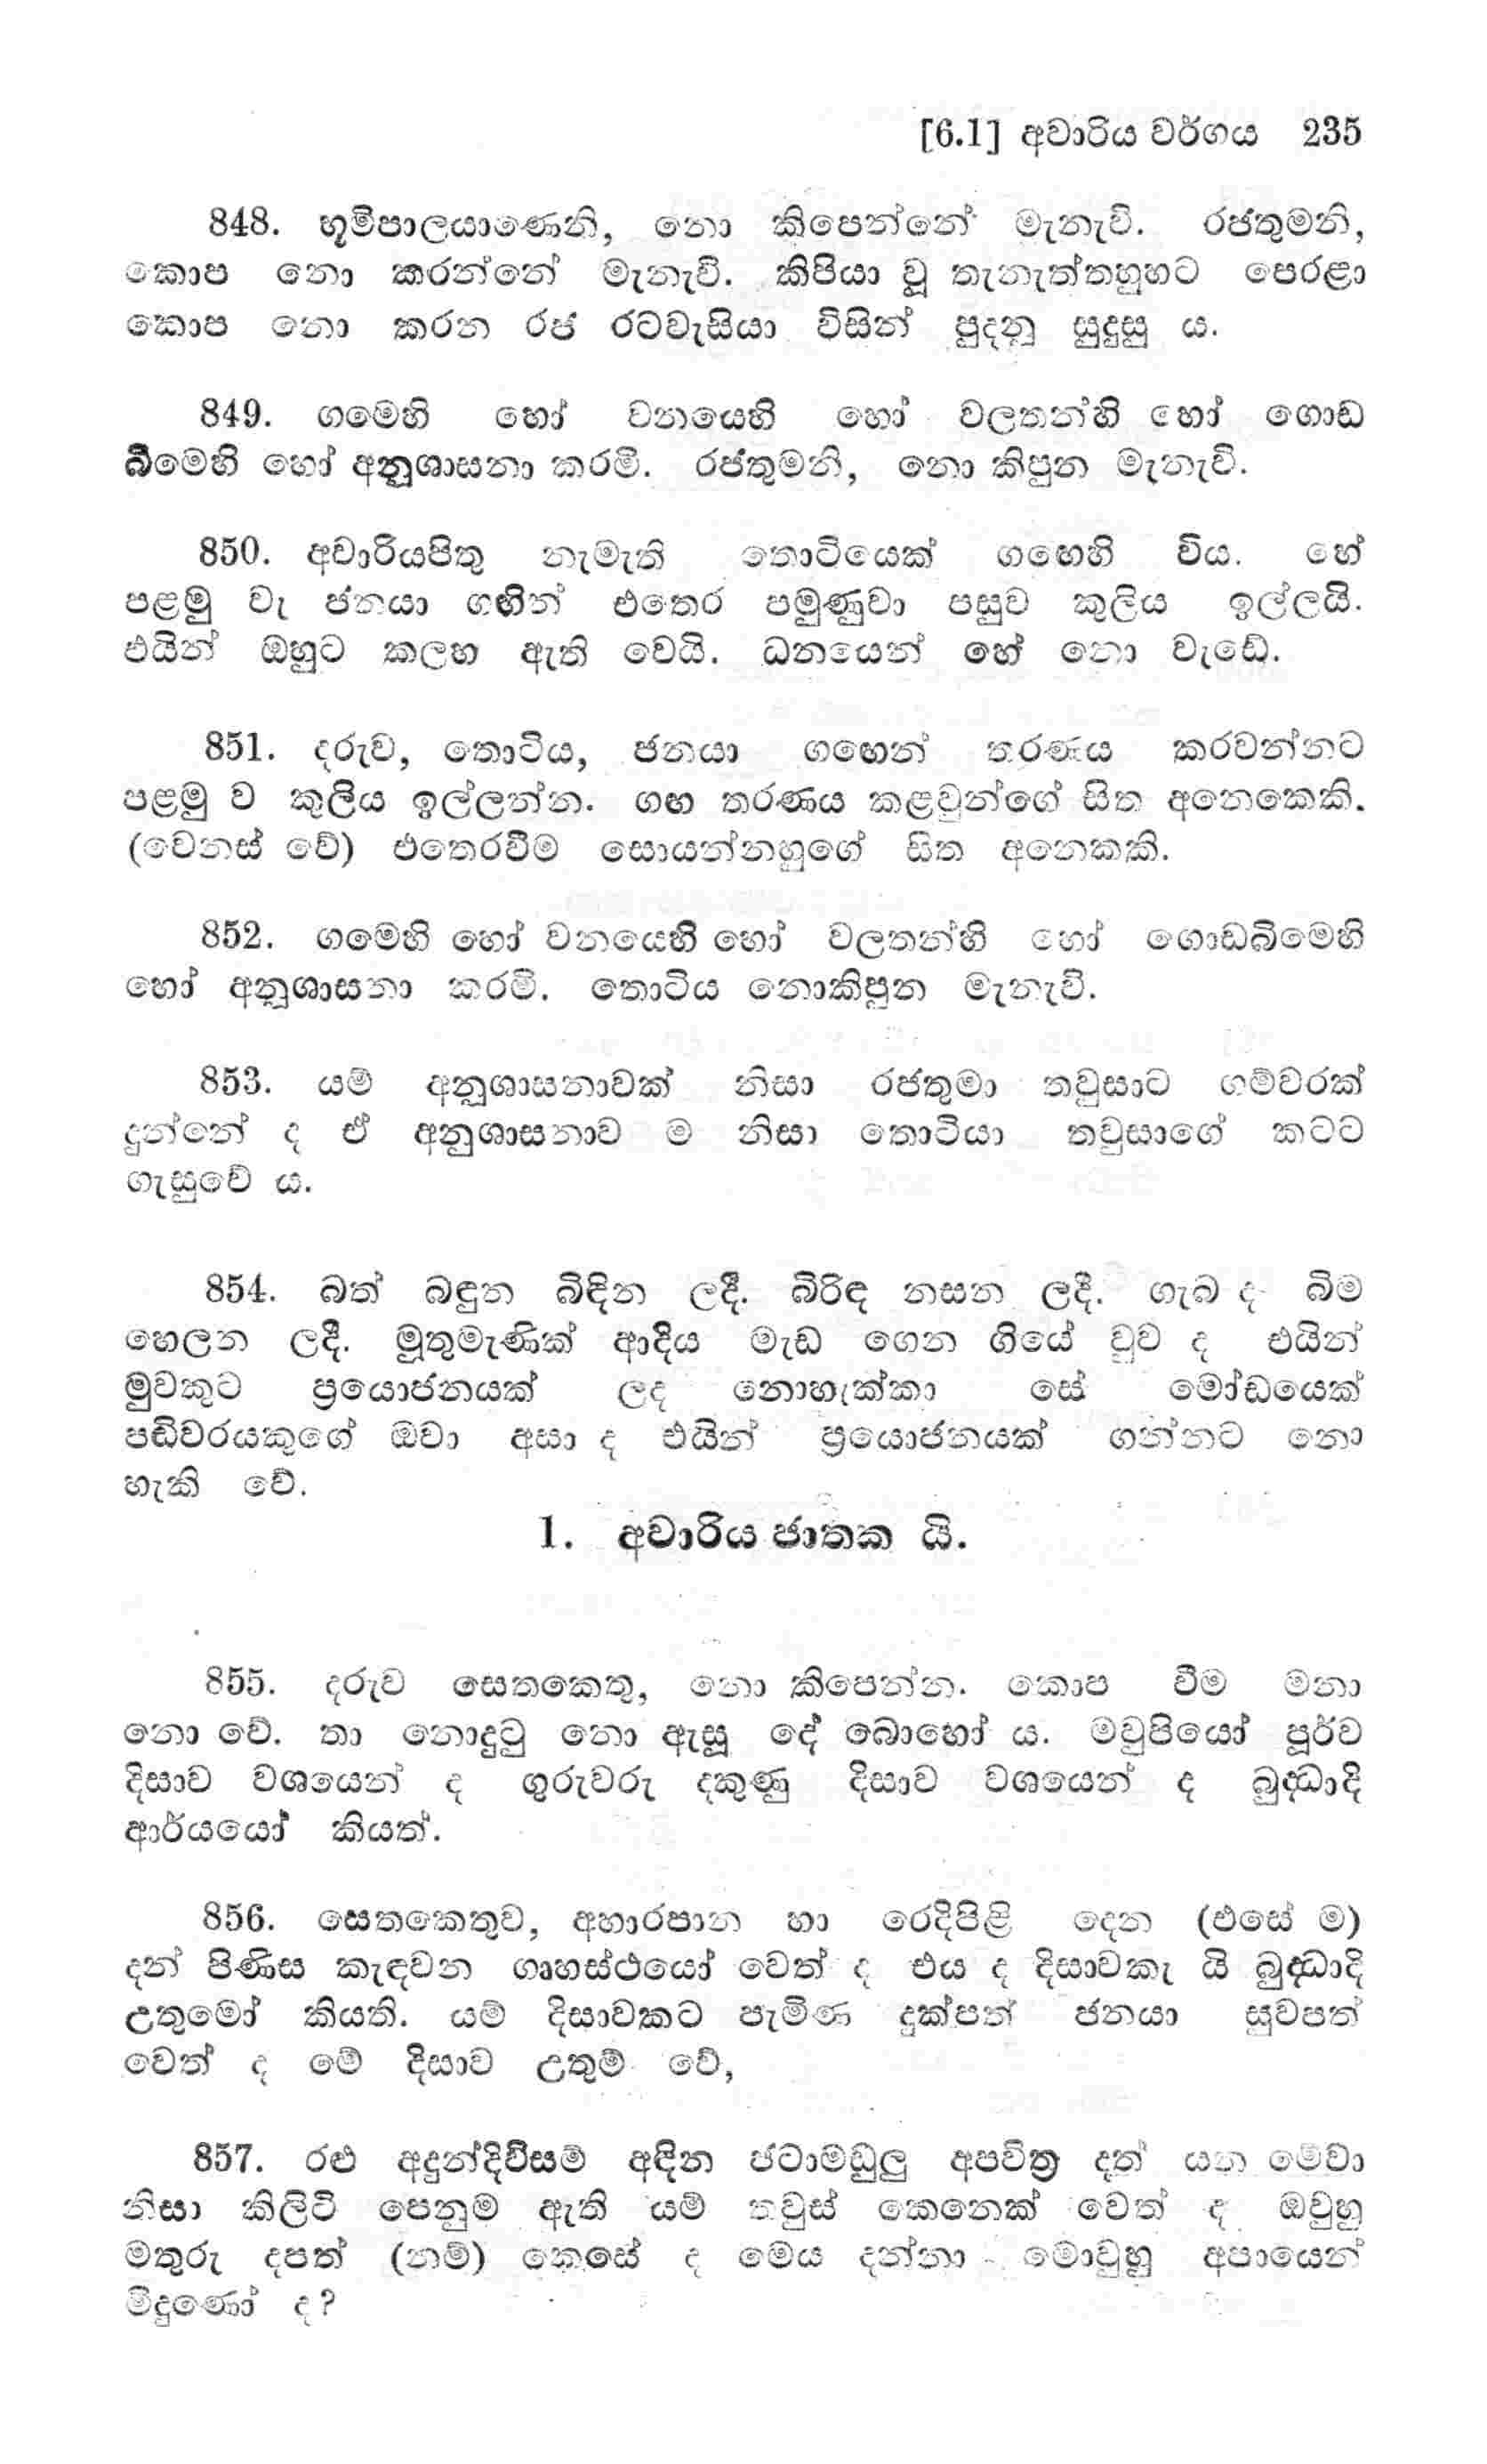 [6.1] අවාරිය වර්ගය 235
848. භූමිපාලයාණෙනි, නො කිපෙන්නේ මැනැවි. රජතුමනි,
කොප නො කරන්නේ මැනැවි. කිපියා වූ තැනැත්තහුහට පෙරළා
කොප නො කරන රජ රටවැසියා විසින් පුදනු සුදුසු ය.
849. ගමෙහි හෝ වනයෙහි හෝ වලතන්හි හෝ ගොඩ
බිමෙහි හෝ අනුශාසනා කරමි. රජතුමනි, නො කිපුන මැනැවි.
850. අවාරියපිතු නැමැති තොටියෙක් ගඟෙහි විය. හේ
පළමු වැ ජනයා ගඟින් එතෙර පමුණුවා පසුව කුලිය ඉල්ලයි.
එයින් ඔහුට කලහ ඇති වෙයි. ධනයෙන් හේ නො වැඩේ.
851. දරුව, තොටිය, ජනයා ගඟෙන් තරණය කරවන්නට
පළමු ව කුලිය ඉල්ලන්න. ගඟ තරණය කළවුන්ගේ සිත අනෙකෙකි.
(වෙනස් වේ) එතෙරවීම සොයන්නහුගේ සිත අනෙකකි.
852. ගමෙහි හෝ වනයෙහි හෝ වලතන්හි හෝ ගොඩබිමෙහි
හෝ අනුශාසනා කරමි. තොටිය නොකිපුන මැනැවි.
853. යම් අනුශාසනාවක් නිසා රජතුමා තවුසාට ගම්වරක්
දුන්නේ ද ඒ අනුශාසනාව ම නිසා තොටියා තවුසාගේ කටට
ගැසුවේ ය.
854. බත් බඳුන බිඳින ලදී. බිරිඳ නසන ලදී. ගැබ ද බිම
හෙලන ලදී. මුතුමැණික් ආදිය මැඩ ගෙන ගියේ වුව ද එයින්
මුවකුට ප්‍රයොජනයක් ලද නොහැක්කා සේ මෝඩයෙක්
පඬිවරයකුගේ ඔවා අසා ද එයින් ප්‍රයොජනයක් ගන්නට නො
හැකි වේ.
1. අවාරිය ජාතක යි.
855. දරුව සෙතකෙතු, නො කිපෙන්න. කොප වීම මනා
නො වේ. තා නොදුටු නො ඇසූ දේ බොහෝ ය. මවුපියෝ පූර්ව
දිසාව වශයෙන් ද ගුරුවරු දකුණු දිසාව වශයෙන් ද බුද්ධාදි
ආර්යයෝ කියත්.
856. සෙතකෙතුව, අහාරපාන හා රෙදිපිළි දෙන (එසේ ම)
දන් පිණිස කැඳවන ගෘහස්ථයෝ වෙත් ද එය ද දිසාවකැ යි බුද්ධාදි
උතුමෝ කියති. යම් දිසාවකට පැමිණ දුක්පත් ජනයා සුවපත්
වෙත් ද මේ දිසාව උතුම් වේ,
857. රළු අදුන්දිවිසම් අඳින ජටාමඩුලු අපවිත්‍ර දත් යන මේවා
නිසා කිලිටි පෙනුම ඇති යම් තවුස් කෙනෙක් වෙත් ද ඔවුහු
මතුරු දපත් (නම්) කෙසේ ද මෙය දන්නා මොවුහු අපායෙන්
මිදුණෝ ද?